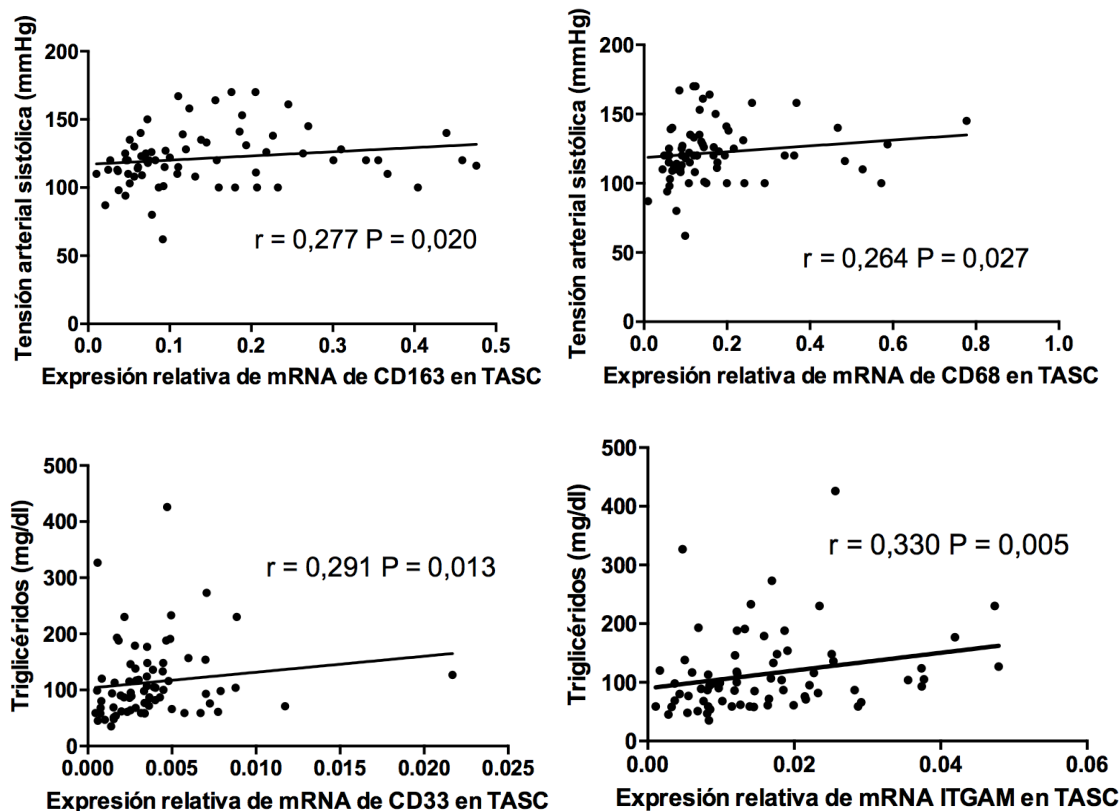 Tensión arterial sistólica (mmHg)
200
150
100
50
0
r = 0,277 P = 0,020
0.0 0.1 0.2 0.3 0.4 0.5
Expresión relativa de mRNA de CD163 en TASC
Tensión arterial sistólica (mmHg)
200
150
100
50
0
r = 0,264 P = 0,027
0.0 0.2 0.4 0.6 0.8 1.0
Expresión relativa de mRNA de CD68 en TASC
Triglicéridos (mg/dl)
500
400
300
200
100
0
r = 0,291 P = 0,013
0.000 0.005 0.010 0.015 0.020 0.025
Expresión relativa de mRNA de CD33 en TASC
Triglicéridos (mg/dl)
500
400
300
200
100
0
r = 0,330 P = 0,005
0.00 0.02 0.04 0.06
Expresión relativa de mRNA ITGAM en TASC